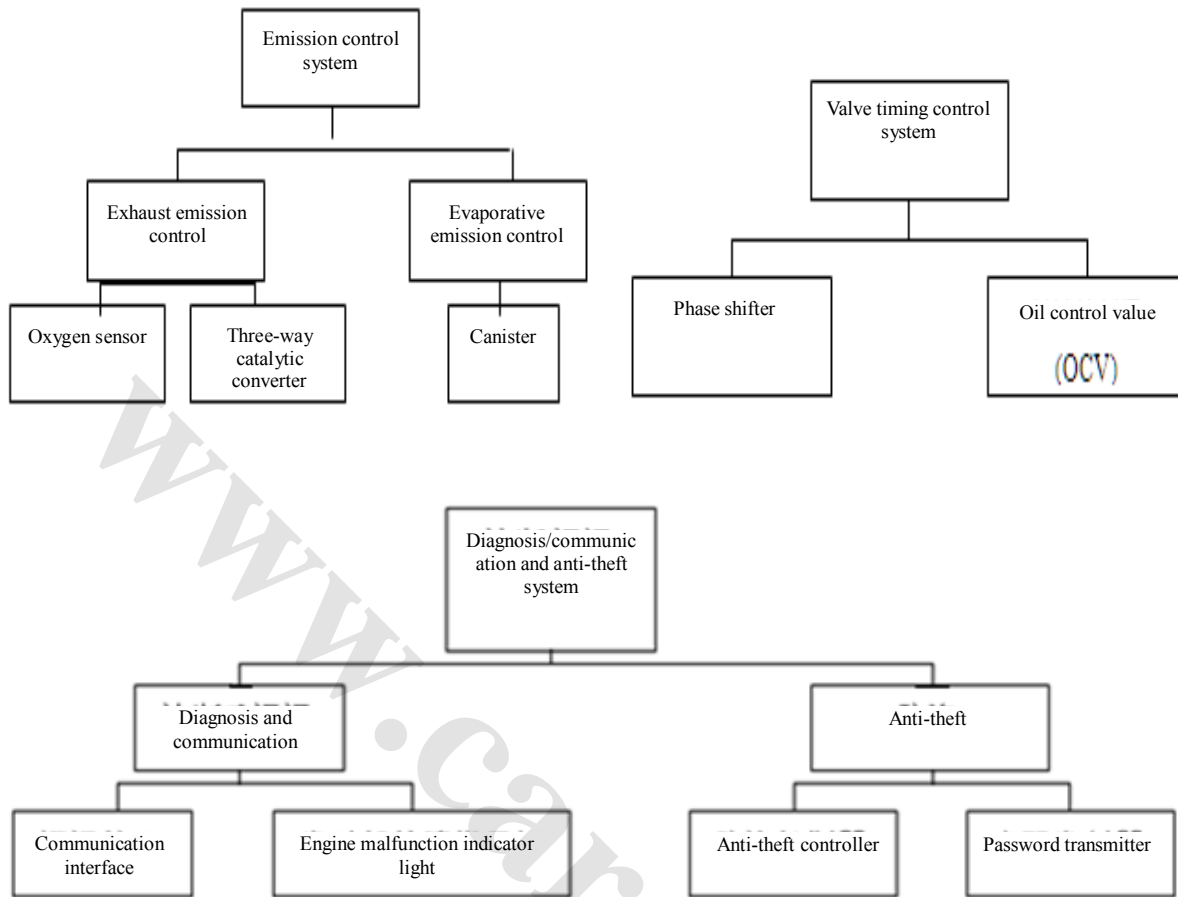 Emission control
system
Valve timing control
system
Exhaust emission
control
Evaporative
emission control
Phase shifter
Oil control value
(OCV)
Oxygen sensor
Three-way
catalytic
converter
Canister
Diagnosis/communic
ation and anti-theft
system
Diagnosis and
communication
Anti-theft
Communication
interface
Engine malfunction indicator
light
Anti-theft controller
Password transmitter
www.car